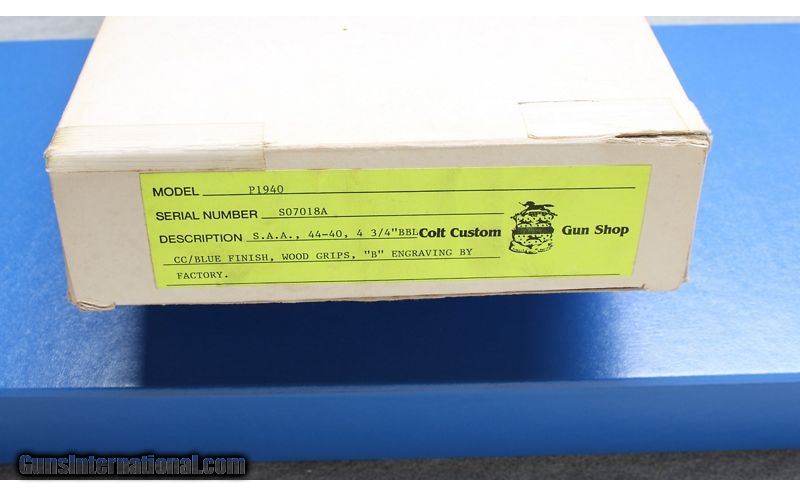 MODEL P1940
SERIAL NUMBER S07018A
DESCRIPTION S.A.A., 44-40, 4 3/4"BBL Colt Custom Gun Shop
CC/BLUE FINISH, WOOD GRIPS, "B" ENGRAVING BY
FACTORY.
GunsInternational.com